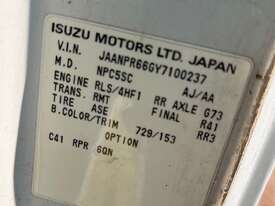 ISUZU MOTORS LTD. JAPAN
V.I.N. JAANPR66GY7100237
M.D. NPC5SC AJ/AA
ENGINE RLS/4HF1 RR AXLE G73
TRANS. RMT FINAL R41
TIRE ASE RR3
B.COLOR/TRIM 729/153
OPTION
C41 RPR 6QN